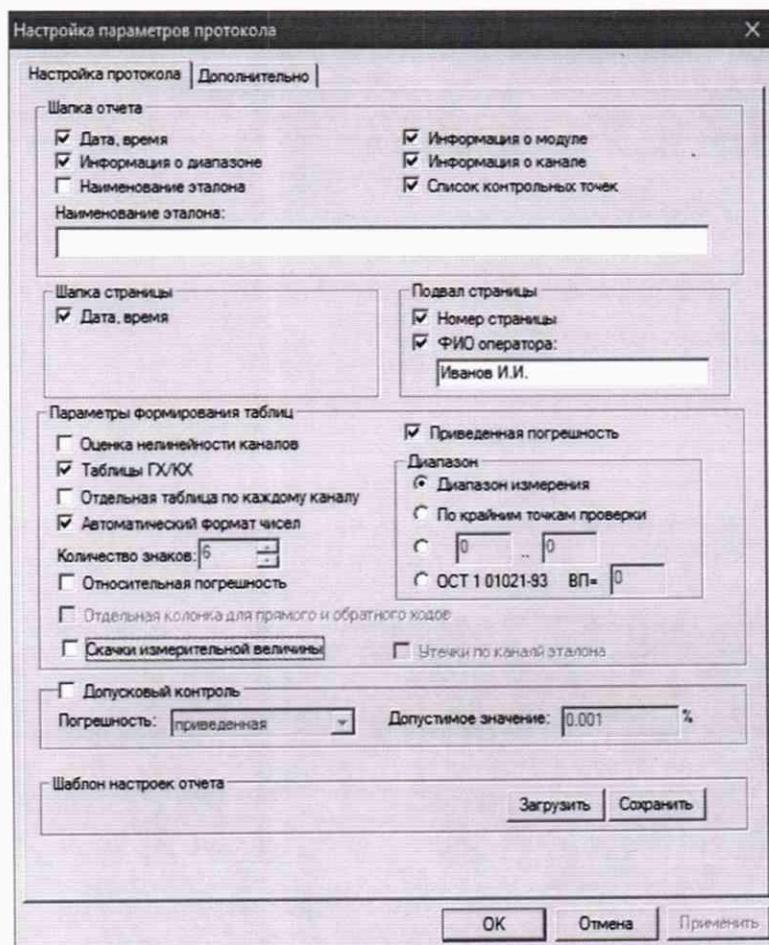 Настройка параметров протокола
Настройка протокола
Дополнительно
Шапка отчета
Дата, время
Информация о модуле
Информация о диапазоне
Информация о канале
Наименование эталона
Список контрольных точек
Наименование эталона:
Шапка страницы
Дата, время
Подвал страницы
Номер страницы
ФИО оператора:
Иванов И.И.
Параметры формирования таблиц
Оценка нелинейности каналов
Таблицы ГХ/КХ
Отдельная таблица по каждому каналу
Автоматический формат чисел
Количество знаков: 6
Относительная погрешность
Приведенная погрешность
Диапазон
Диапазон измерения
По крайним точкам проверки
0 .. 0
ОСТ 1 01021-93 ВП= 0
Отдельная колонка для прямого и обратного ходов
Скачки измерительной величины
Утечки по каналй эталона
Допусковый контроль
Погрешность: приведенная
Допустимое значение: 0.001 %
Шаблон настроек отчета
Загрузить
Сохранить
ОК
Отмена
Применить